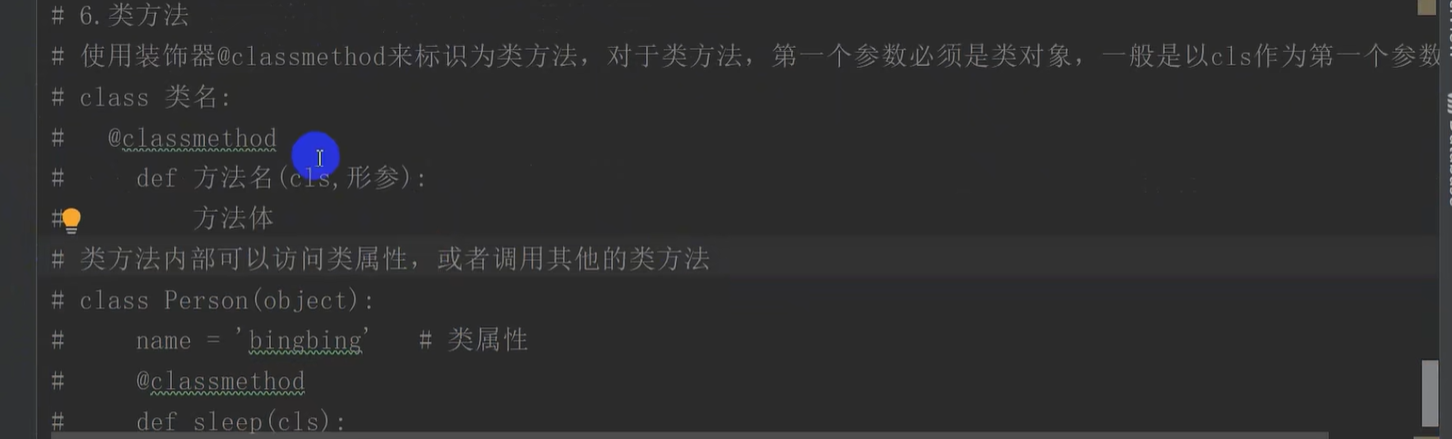 # 6.类方法
# 使用装饰器@classmethod来标识为类方法，对于类方法，第一个参数必须是类对象，一般是以cls作为第一个参数
# class 类名:
#   @classmethod
#     def 方法名(cls,形参):
#         方法体
# 类方法内部可以访问类属性，或者调用其他的类方法
# class Person(object):
#     name = 'bingbing'   # 类属性
#     @classmethod
#     def sleep(cls):